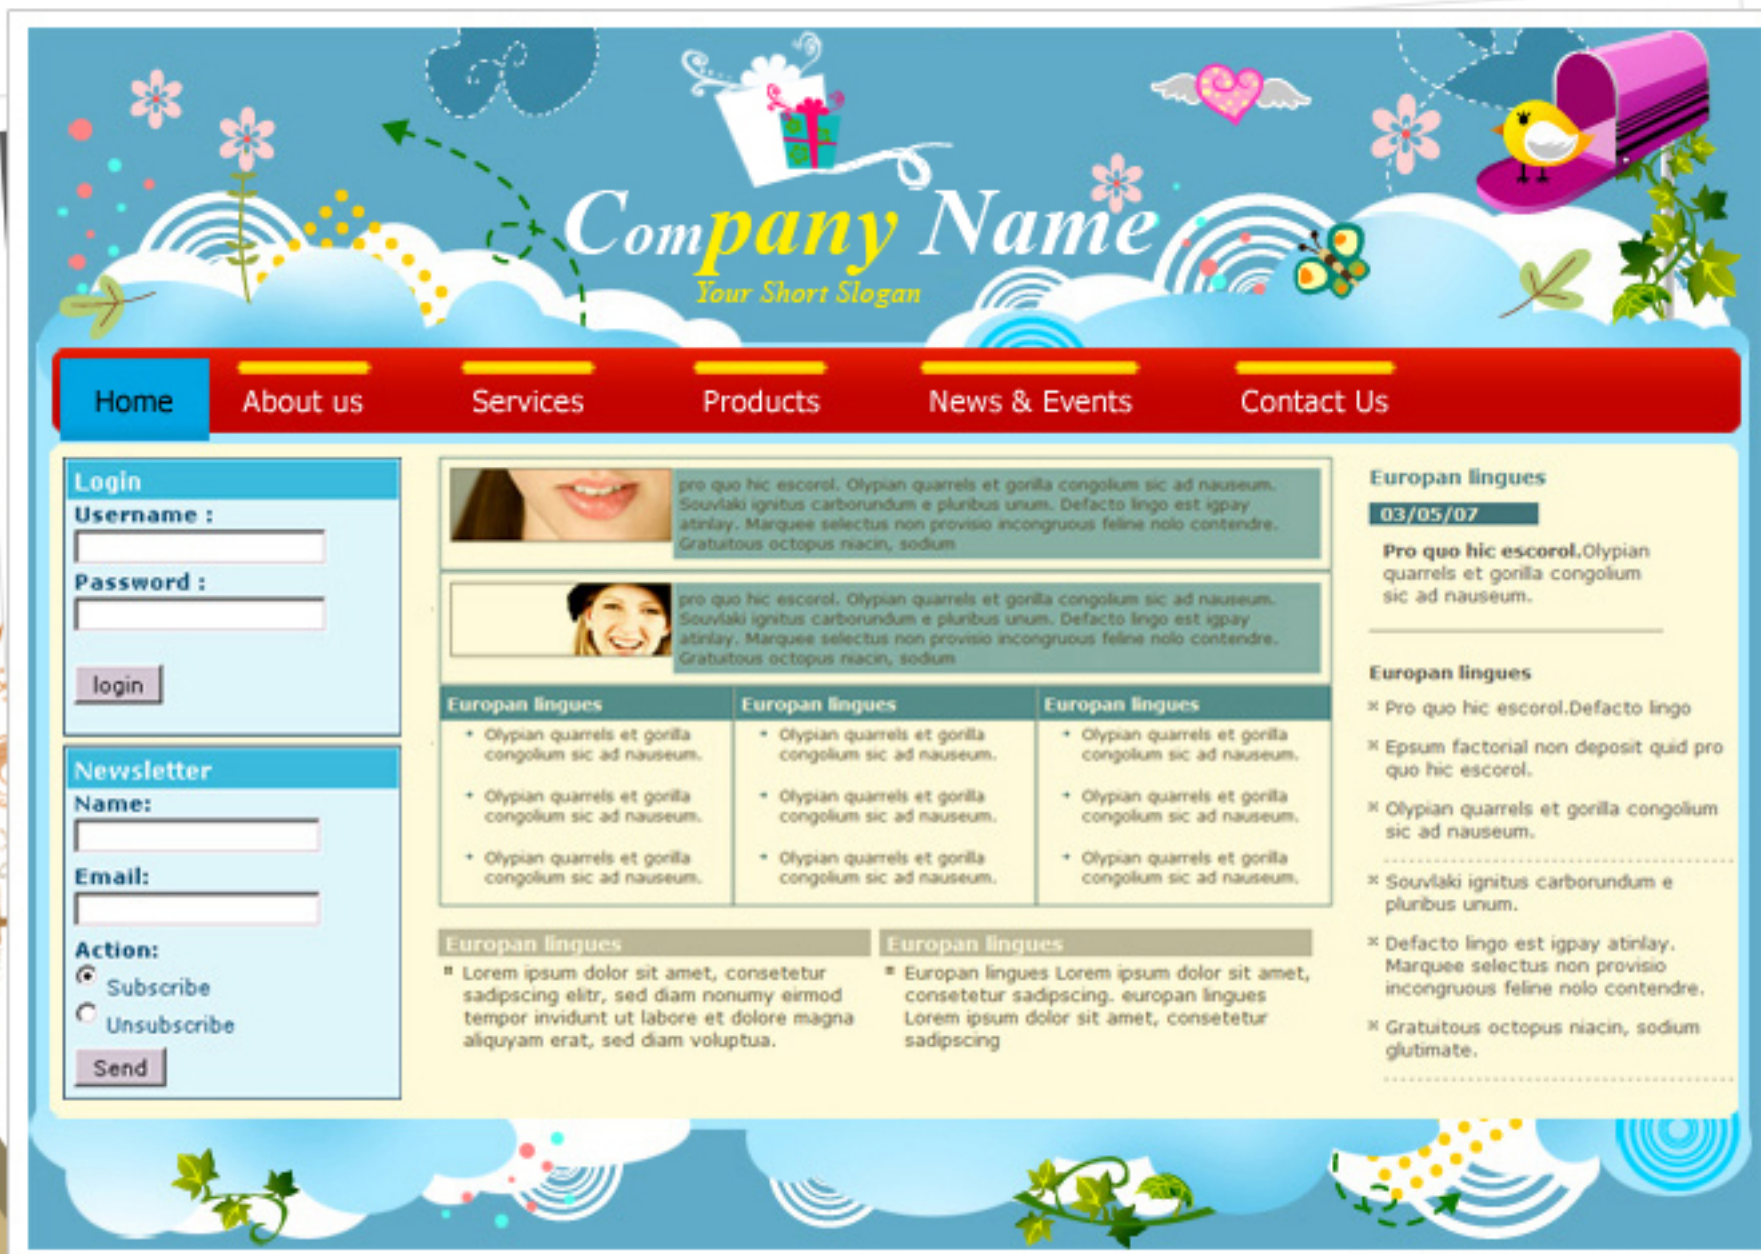 Company Name
Your Short Slogan
Home About us Services Products News & Events Contact Us
Login
Username :
Password :
login
Newsletter
Name:
Email:
Action:
Subscribe
Unsubscribe
Send
pro quo hic escorol. Olypian quarrels et gorilla congolium sic ad nauseum.
Souvlaki ignitus carborundum e pluribus unum. Defacto lingo est igpay
atinlay. Marquee selectus non provisio incongruous feline nolo contendre.
Gratuitous octopus niacin, sodium
pro quo hic escorol. Olypian quarrels et gorilla congolium sic ad nauseum.
Souvlaki ignitus carborundum e pluribus unum. Defacto lingo est igpay
atinlay. Marquee selectus non provisio incongruous feline nolo contendre.
Gratuitous octopus niacin, sodium
Europan lingues
Olypian quarrels et gorilla
congolium sic ad nauseum.
Olypian quarrels et gorilla
congolium sic ad nauseum.
Olypian quarrels et gorilla
congolium sic ad nauseum.
Europan lingues
Olypian quarrels et gorilla
congolium sic ad nauseum.
Olypian quarrels et gorilla
congolium sic ad nauseum.
Olypian quarrels et gorilla
congolium sic ad nauseum.
Europan lingues
Olypian quarrels et gorilla
congolium sic ad nauseum.
Olypian quarrels et gorilla
congolium sic ad nauseum.
Olypian quarrels et gorilla
congolium sic ad nauseum.
Europan lingues
Lorem ipsum dolor sit amet, consetetur
sadipscing elitr, sed diam nonumy eirmod
tempor invidunt ut labore et dolore magna
aliquyam erat, sed diam voluptua.
Europan lingues
Europan lingues Lorem ipsum dolor sit amet,
consetetur sadipscing. europan lingues
Lorem ipsum dolor sit amet, consetetur
sadipscing
Europan lingues
03/05/07
Pro quo hic escorol.Olypian
quarrels et gorilla congolium
sic ad nauseum.
Europan lingues
Pro quo hic escorol.Defacto lingo
Epsum factorial non deposit quid pro
quo hic escorol.
Olypian quarrels et gorilla congolium
sic ad nauseum.
Souvlaki ignitus carborundum e
pluribus unum.
Defacto lingo est igpay atinlay.
Marquee selectus non provisio
incongruous feline nolo contendre.
Gratuitous octopus niacin, sodium
glutimate.